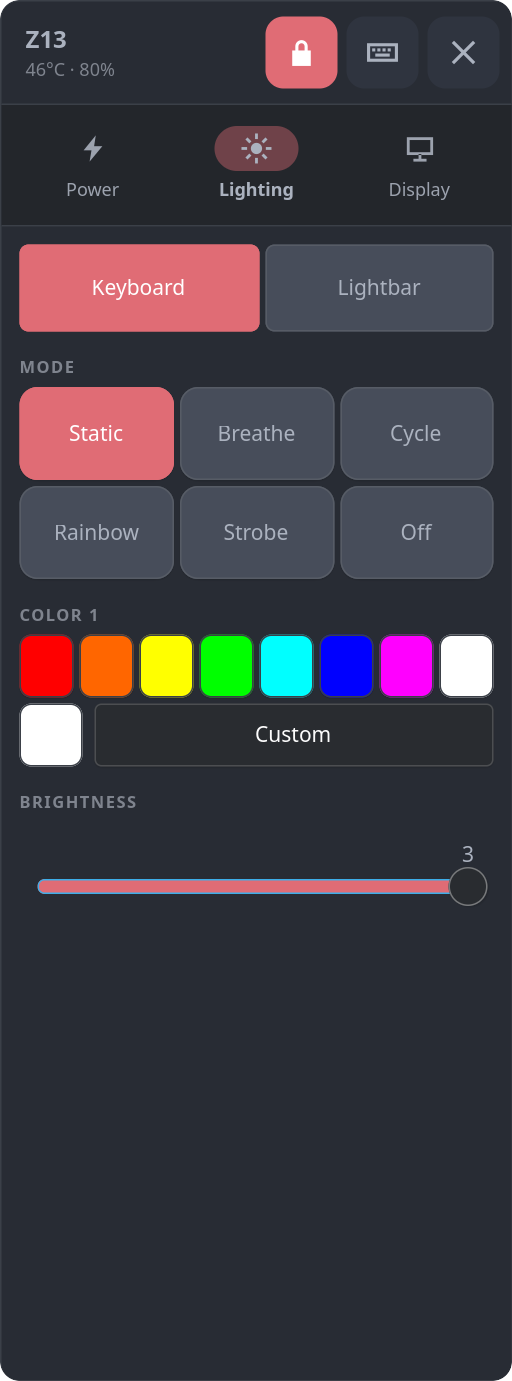 Z13
46°C · 80%
Power
Lighting
Display
Keyboard
Lightbar
MODE
Static
Breathe
Cycle
Rainbow
Strobe
Off
COLOR 1
Custom
BRIGHTNESS
3